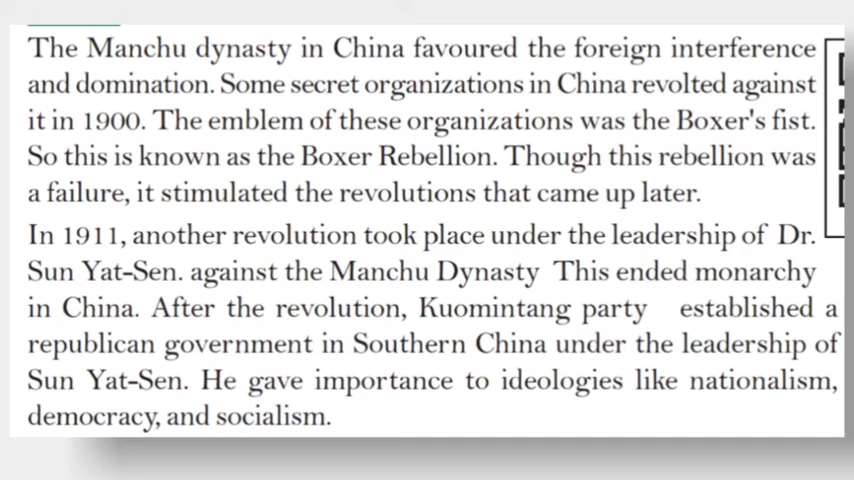 The Manchu dynasty in China favoured the foreign interference
and domination. Some secret organizations in China revolted against
it in 1900. The emblem of these organizations was the Boxer's fist.
So this is known as the Boxer Rebellion. Though this rebellion was
a failure, it stimulated the revolutions that came up later.
In 1911, another revolution took place under the leadership of Dr.
Sun Yat-Sen. against the Manchu Dynasty This ended monarchy
in China. After the revolution, Kuomintang party established a
republican government in Southern China under the leadership of
Sun Yat-Sen. He gave importance to ideologies like nationalism,
democracy, and socialism.